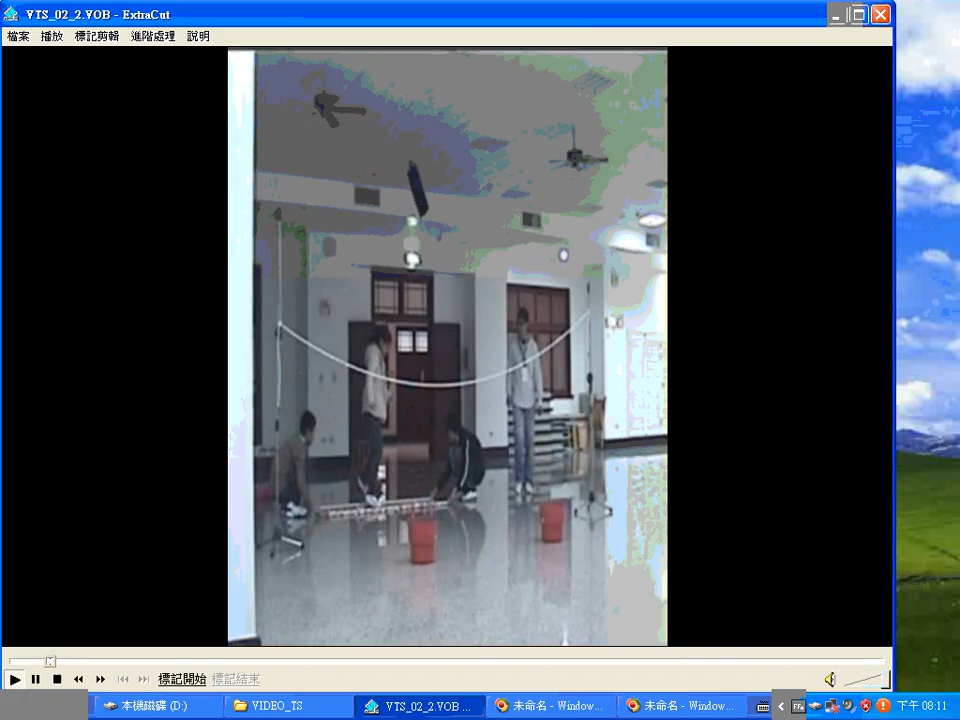 VTS_02_2.VOB - ExtraCut
檔案 播放 標記剪輯 進階處理 說明
標記開始 標記結束
本機磁碟 (D:) VIDEO_TS VTS_02_2.VOB ... 未命名 - Window... 未命名 - Window... 下午 08:11